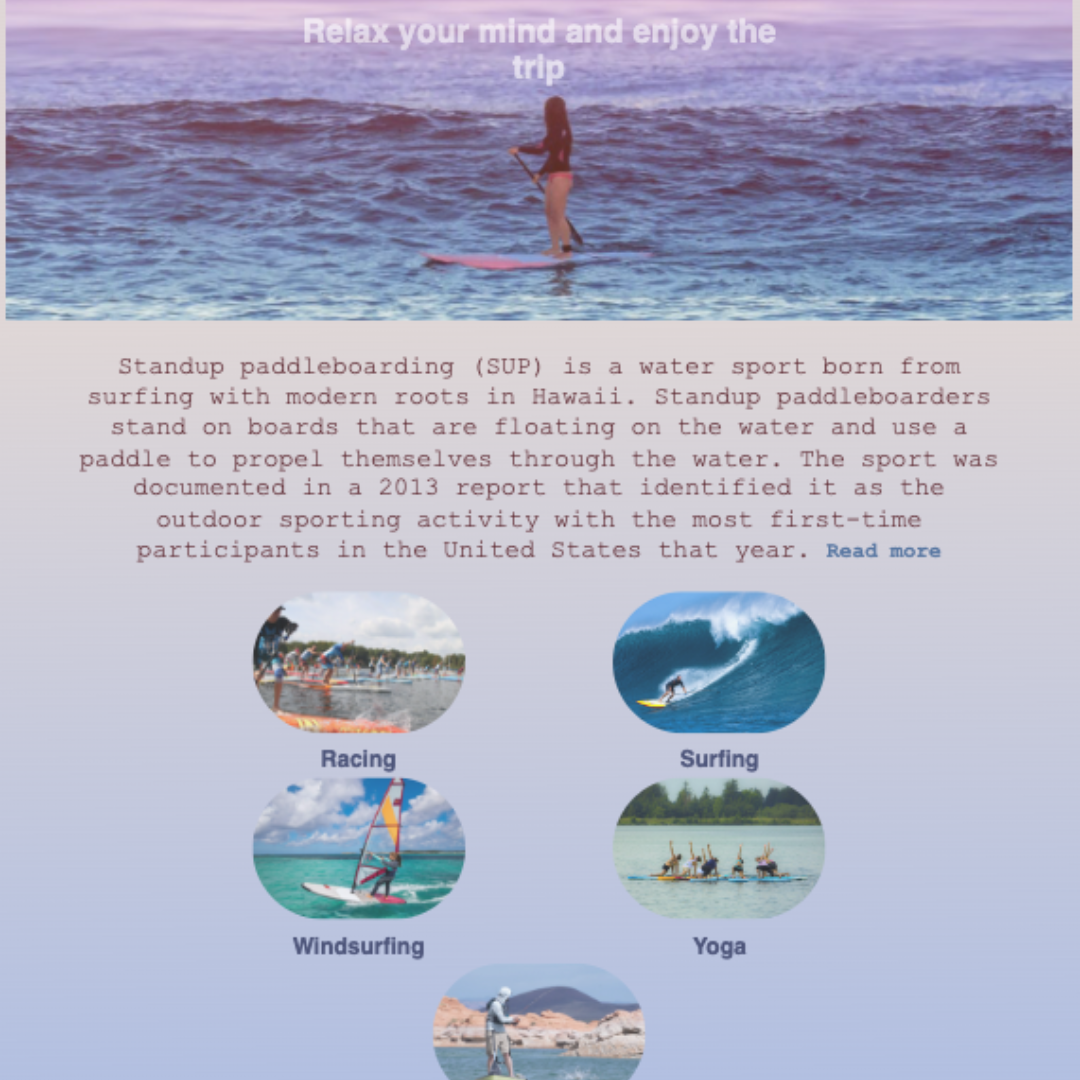 Relax your mind and enjoy the
trip
Standup paddleboarding (SUP) is a water sport born from
surfing with modern roots in Hawaii. Standup paddleboarders
stand on boards that are floating on the water and use a
paddle to propel themselves through the water. The sport was
documented in a 2013 report that identified it as the
outdoor sporting activity with the most first-time
participants in the United States that year. Read more
Racing
Surfing
Windsurfing
Yoga